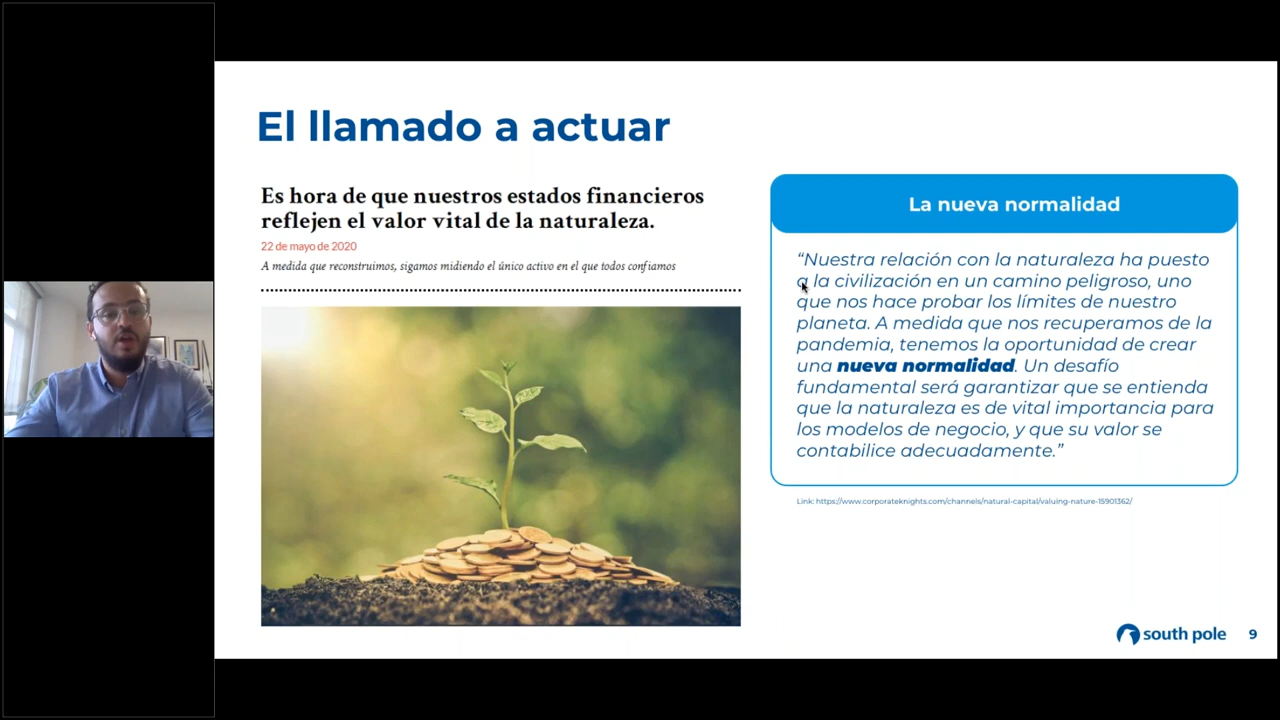 El llamado a actuar
Es hora de que nuestros estados financieros
reflejen el valor vital de la naturaleza.
22 de mayo de 2020
A medida que reconstruimos, sigamos midiendo el único activo en el que todos confiamos
La nueva normalidad
“Nuestra relación con la naturaleza ha puesto
a la civilización en un camino peligroso, uno
que nos hace probar los límites de nuestro
planeta. A medida que nos recuperamos de la
pandemia, tenemos la oportunidad de crear
una nueva normalidad. Un desafío
fundamental será garantizar que se entienda
que la naturaleza es de vital importancia para
los modelos de negocio, y que su valor se
contabilice adecuadamente.”
Link: https://www.corporateknights.com/channels/natural-capital/valuing-nature-15901362/
south pole
9